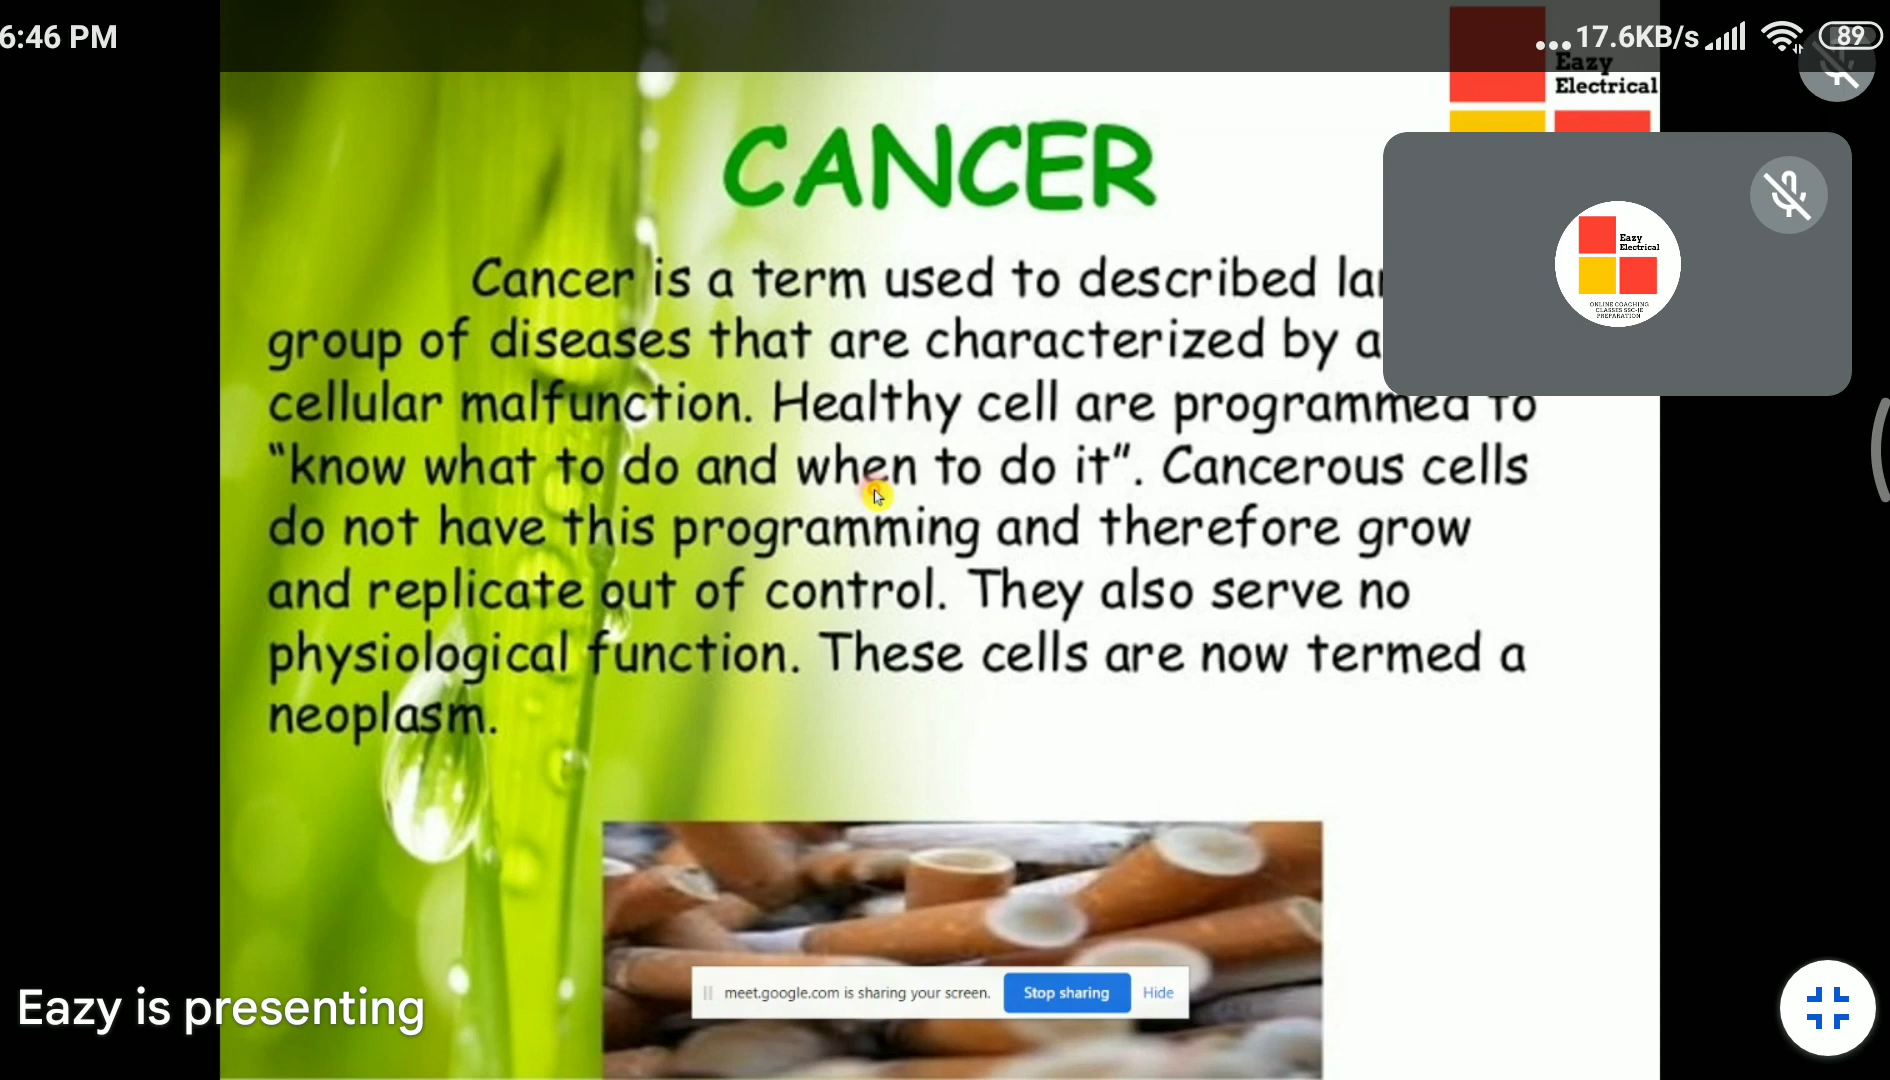 6:46 PM
...17.6KB/s
89
Eazy
Electrical
CANCER
Eazy
Electrical
ONLINE COACHING
CLASSES SSC-JE
PREPARATION
Cancer is a term used to described
group of diseases that are characterized by
cellular malfunction. Healthy cell are programmed to
“know what to do and when to do it”. Cancerous cells
do not have this programming and therefore grow
and replicate out of control. They also serve no
physiological function. These cells are now termed a
neoplasm.
meet.google.com is sharing your screen.
Stop sharing
Hide
Eazy is presenting